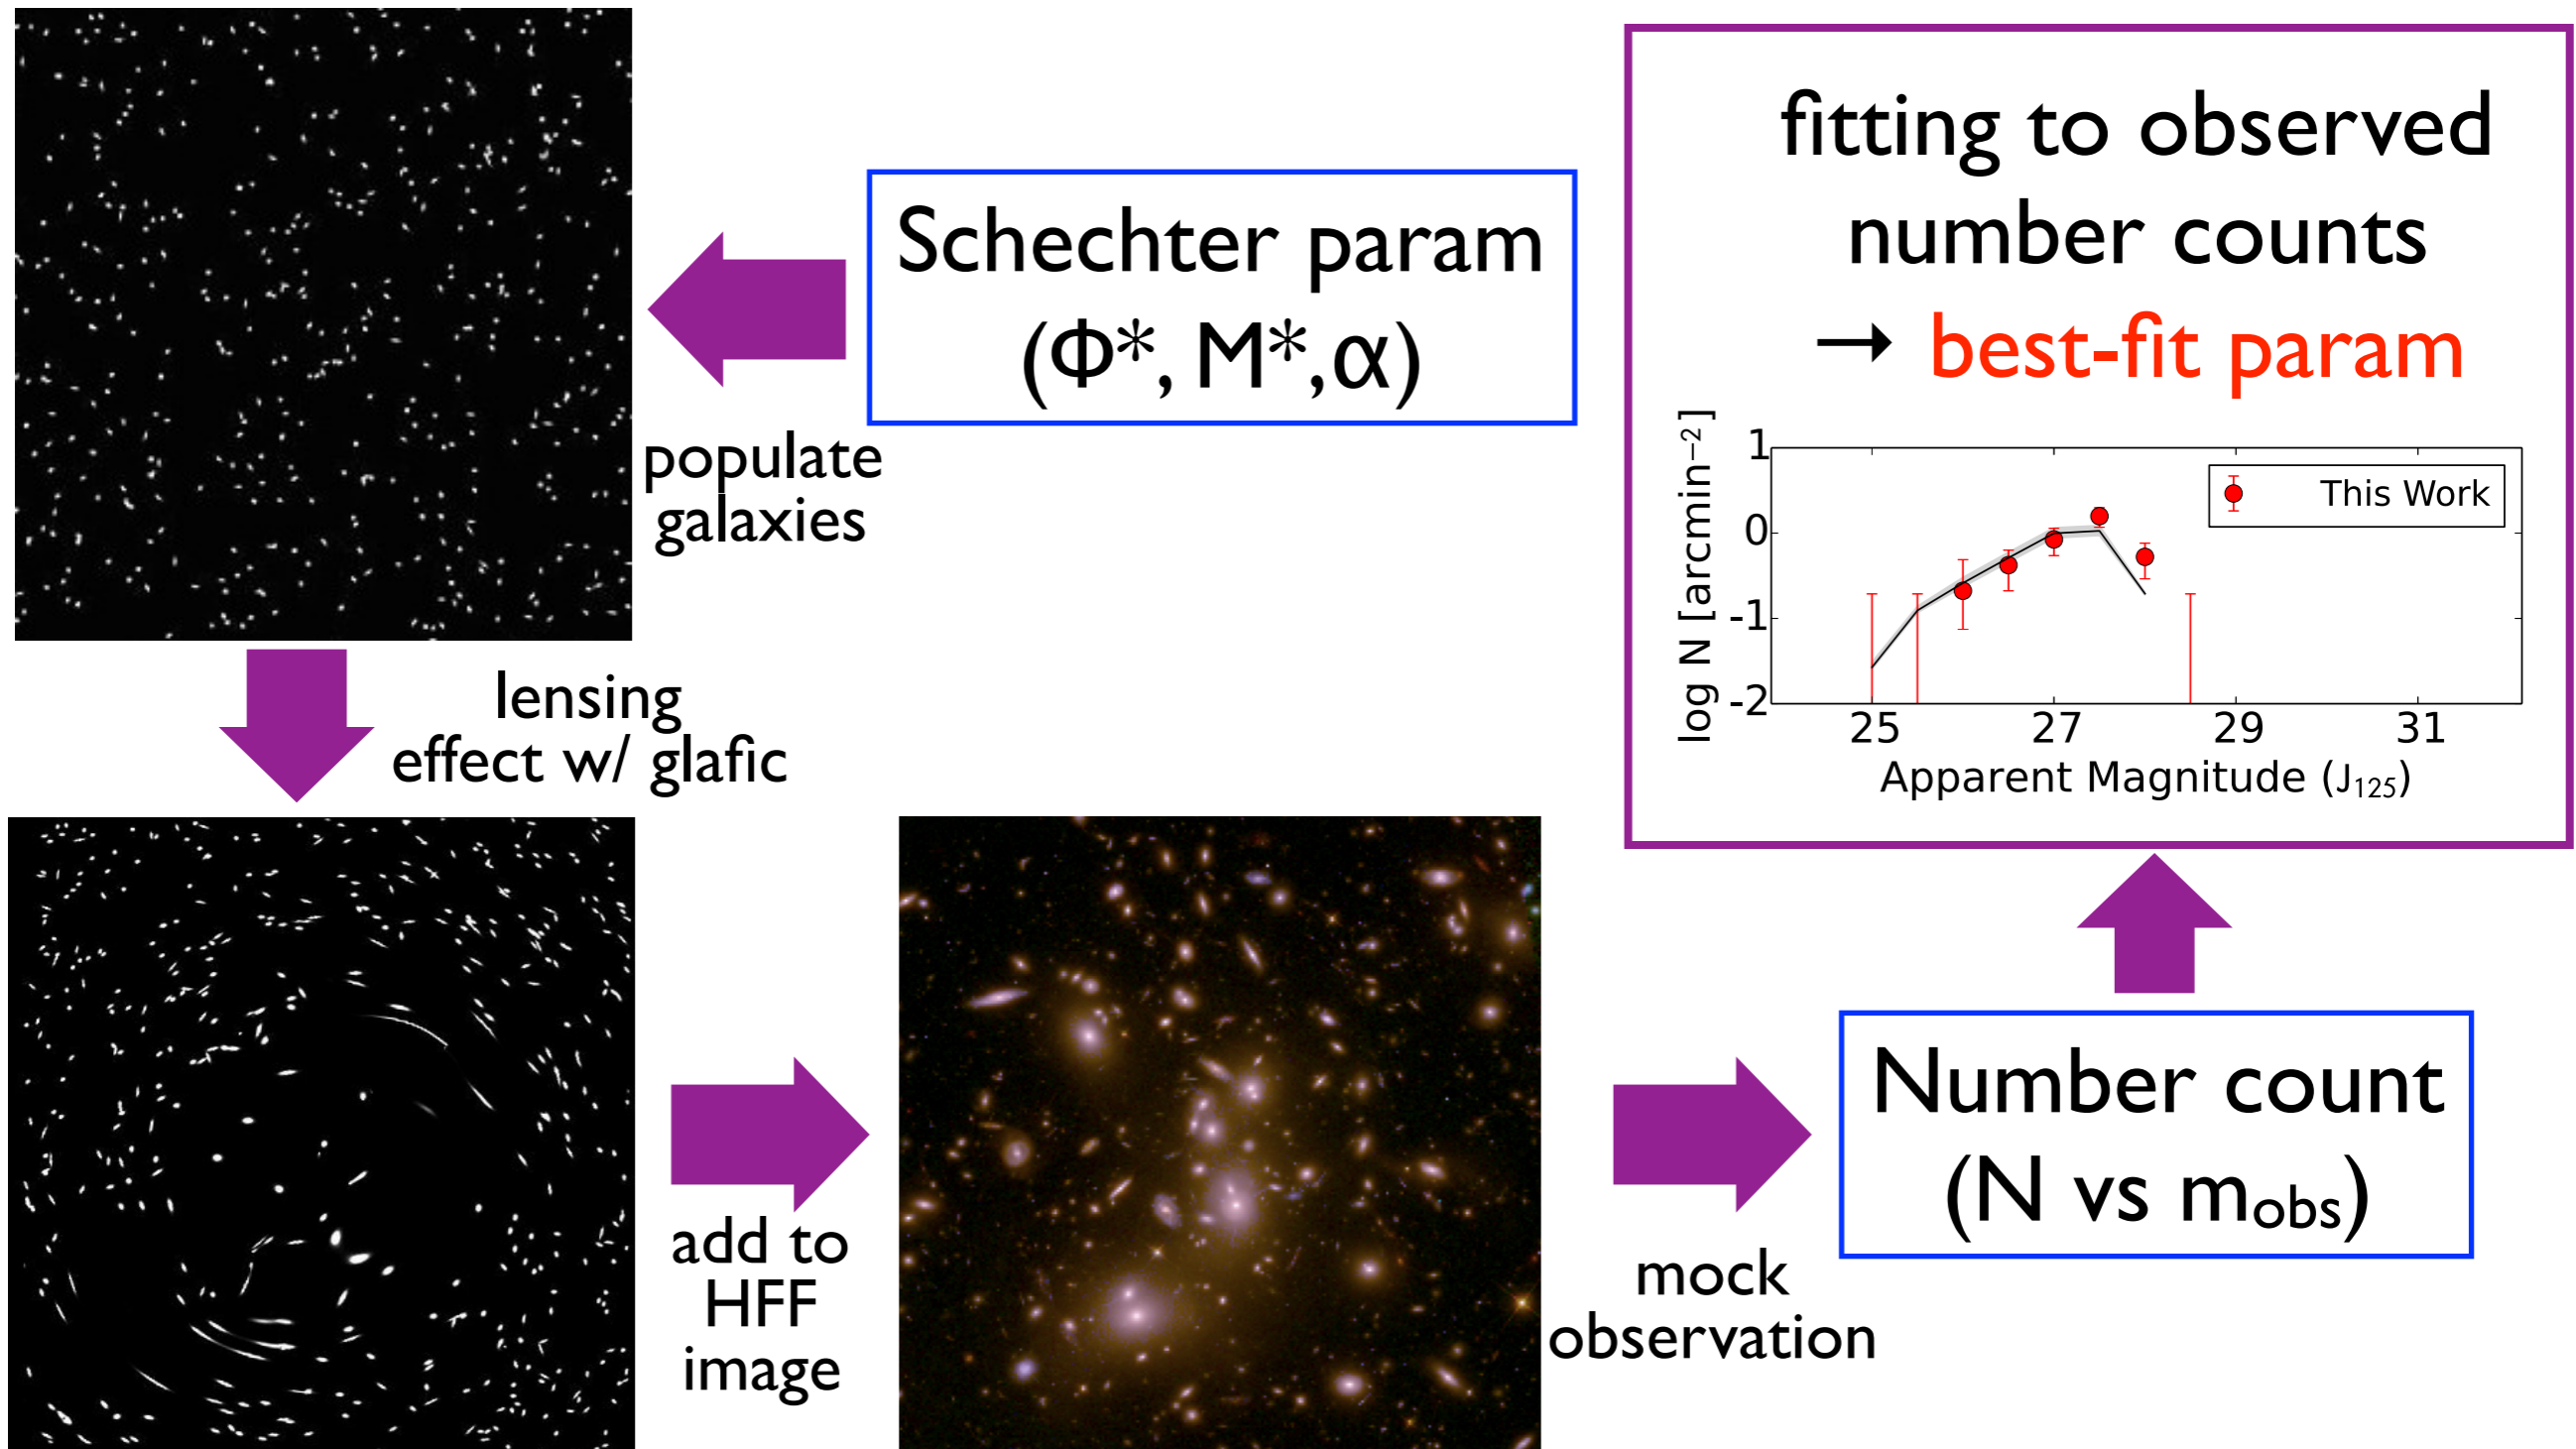 Schechter param
(Φ*, M*,α)
populate
galaxies
lensing
effect w/ glafic
add to
HFF
image
mock
observation
Number count
(N vs mobs)
fitting to observed
number counts
→ best-fit param
log N [arcmin−2]
1
0
-1
-2
This Work
25 27 29 31
Apparent Magnitude (J125)